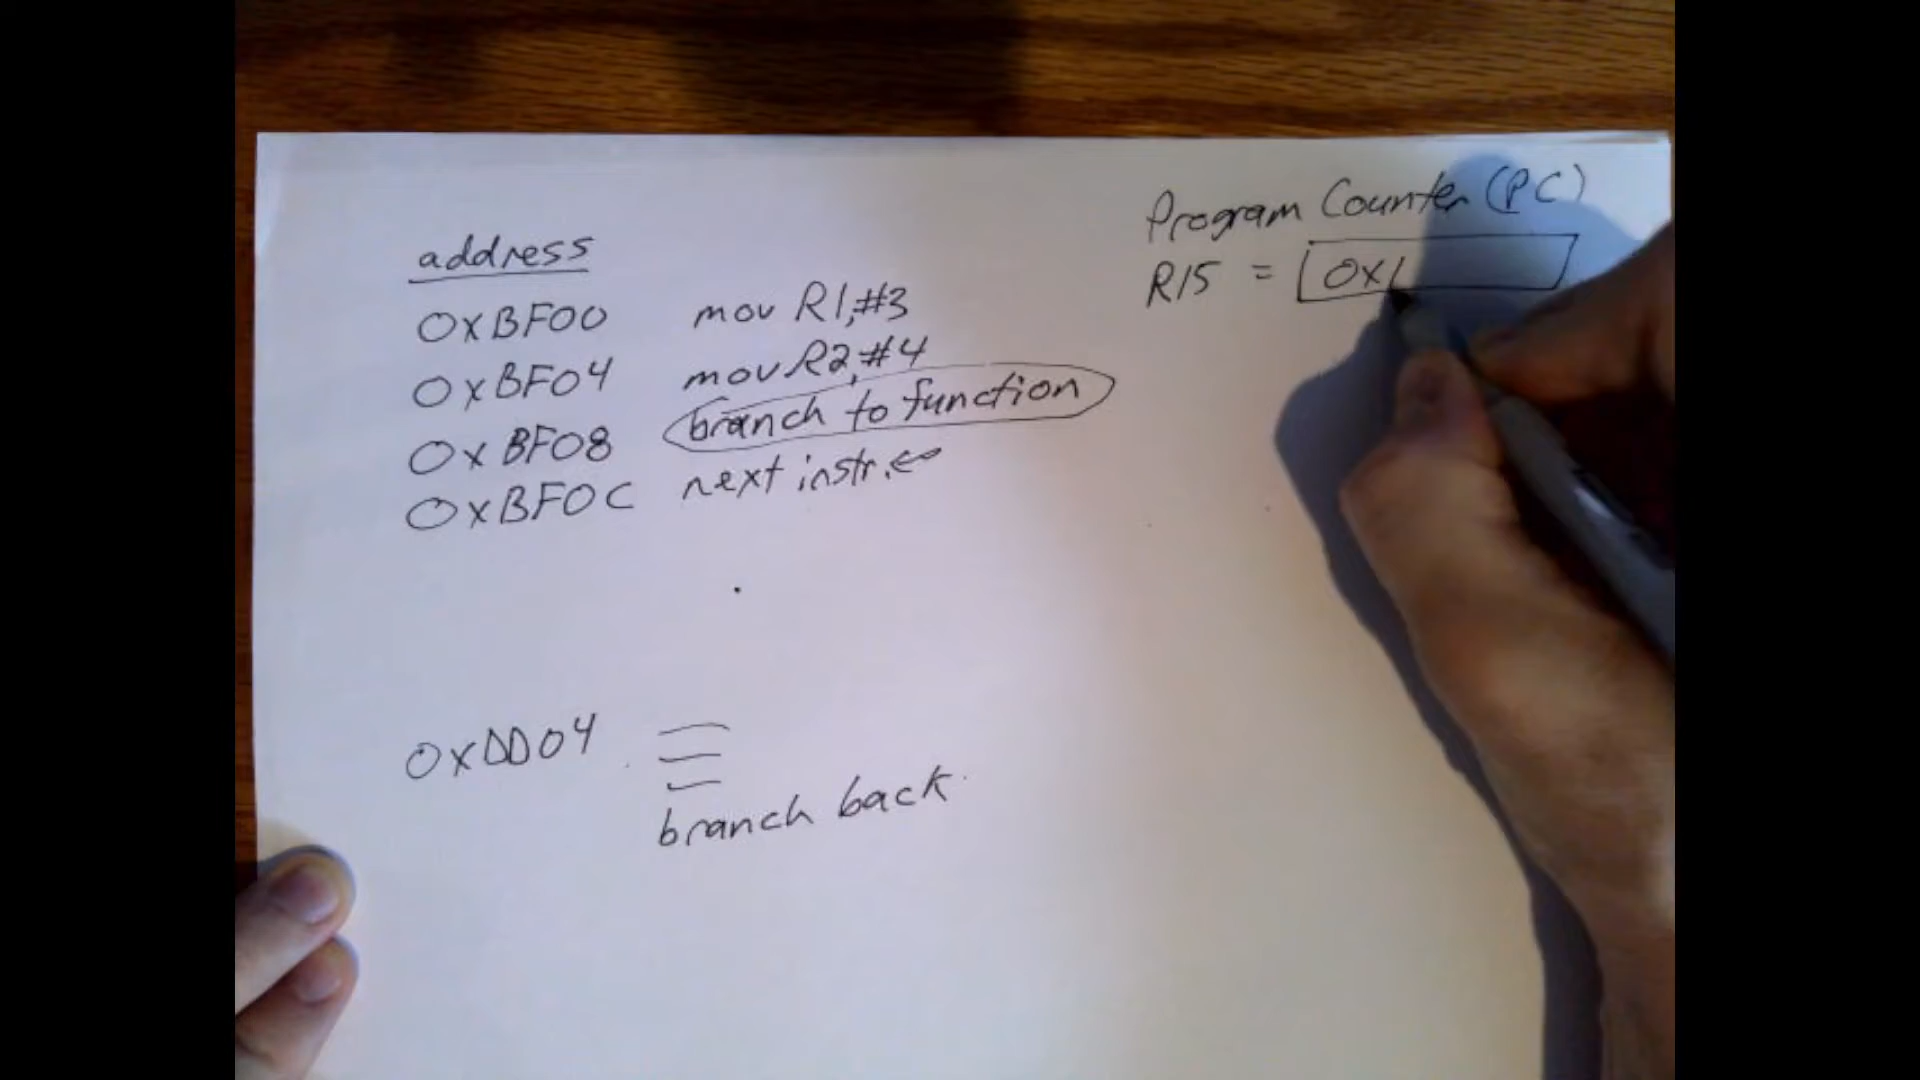 Program Counter (PC)
R15 = 0x
address
0xBF00 mov R1,#3
0xBF04 mov R2,#4
0xBF08 branch to function
0xBF0C next instr.←
0xDD04
branch back